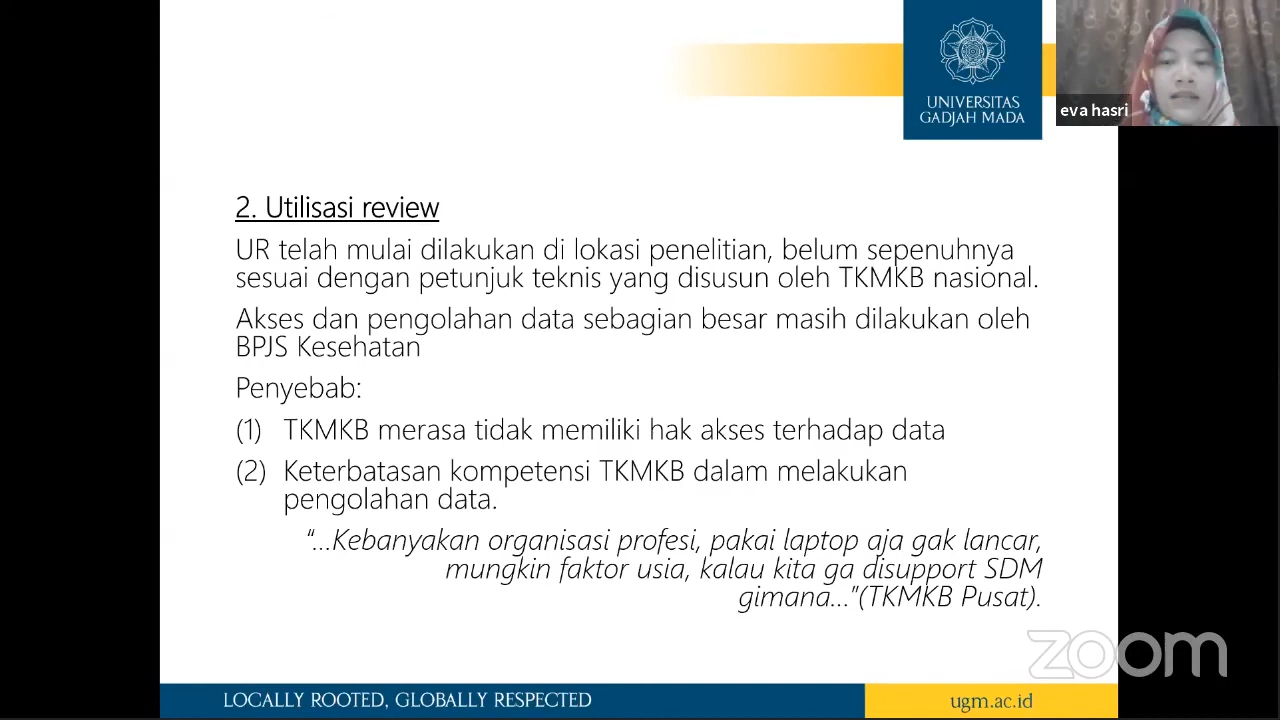 UNIVERSITAS
GADJAH MADA
eva hasri
2. Utilisasi review
UR telah mulai dilakukan di lokasi penelitian, belum sepenuhnya
sesuai dengan petunjuk teknis yang disusun oleh TKMKB nasional.
Akses dan pengolahan data sebagian besar masih dilakukan oleh
BPJS Kesehatan
Penyebab:
(1) TKMKB merasa tidak memiliki hak akses terhadap data
(2) Keterbatasan kompetensi TKMKB dalam melakukan
pengolahan data.
“...Kebanyakan organisasi profesi, pakai laptop aja gak lancar,
mungkin faktor usia, kalau kita ga disupport SDM
gimana...”(TKMKB Pusat).
zoom
LOCALLY ROOTED, GLOBALLY RESPECTED
ugm.ac.id